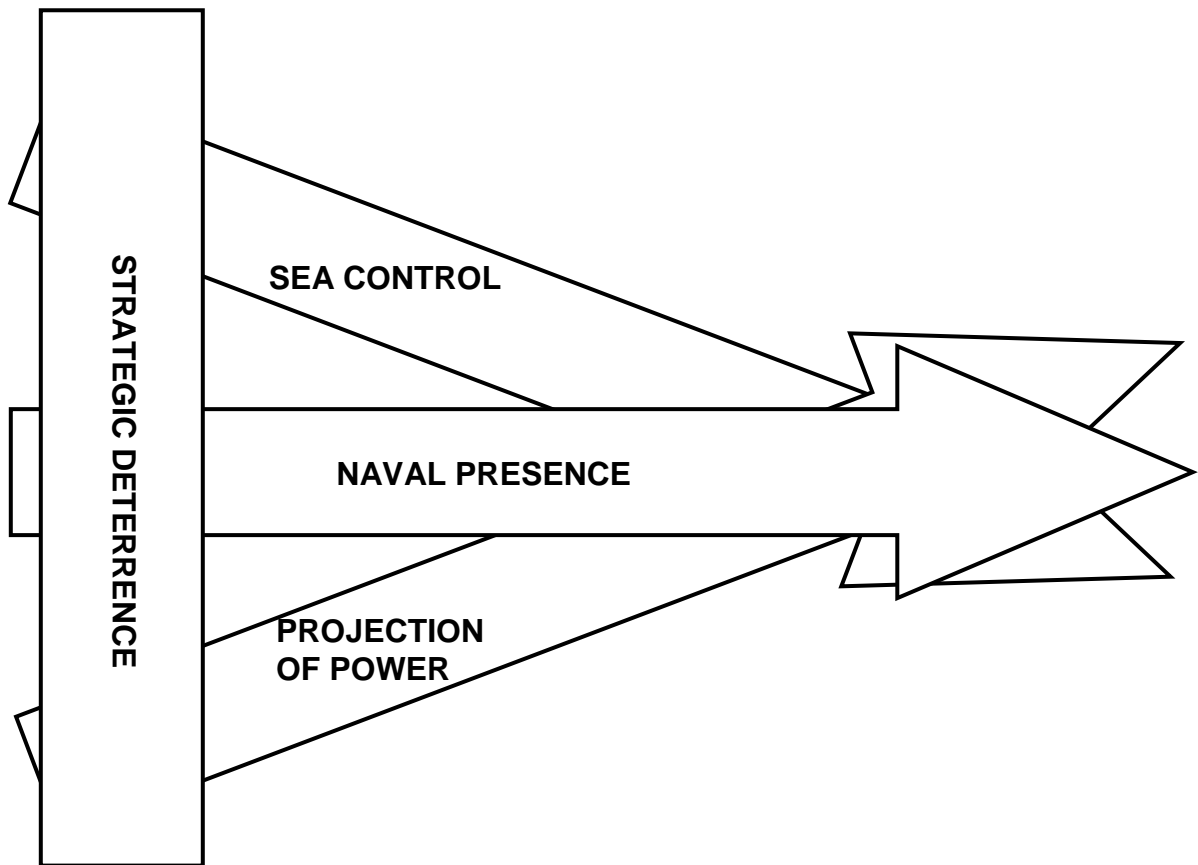 STRATEGIC DETERRENCE
SEA CONTROL
NAVAL PRESENCE
PROJECTION
OF POWER